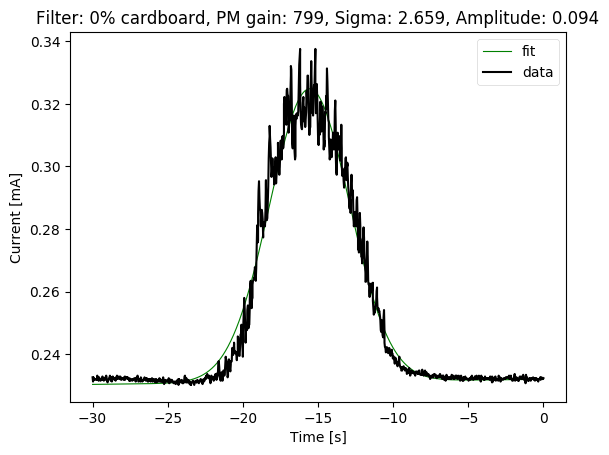 Filter: 0% cardboard, PM gain: 799, Sigma: 2.659, Amplitude: 0.094
fit
data
0.34
0.32
0.30
0.28
0.26
0.24
Current [mA]
−30
−25
−20
−15
−10
−5
0
Time [s]